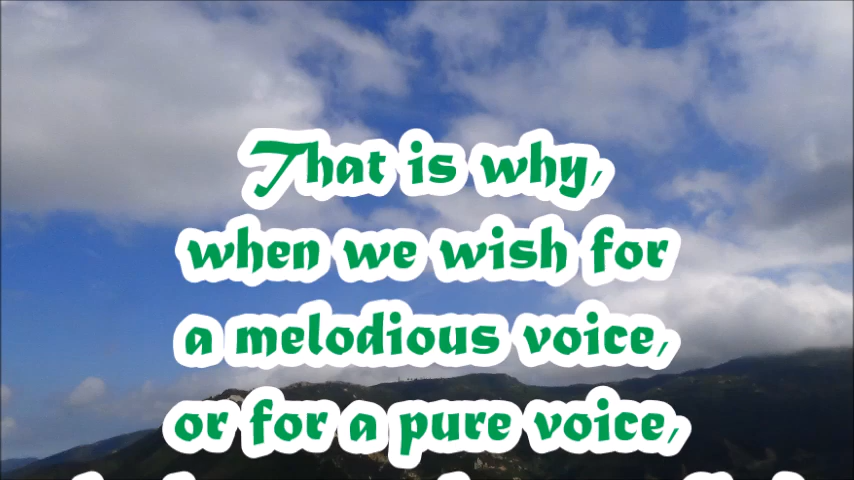 That is why,
when we wish for
a melodious voice,
or for a pure voice,